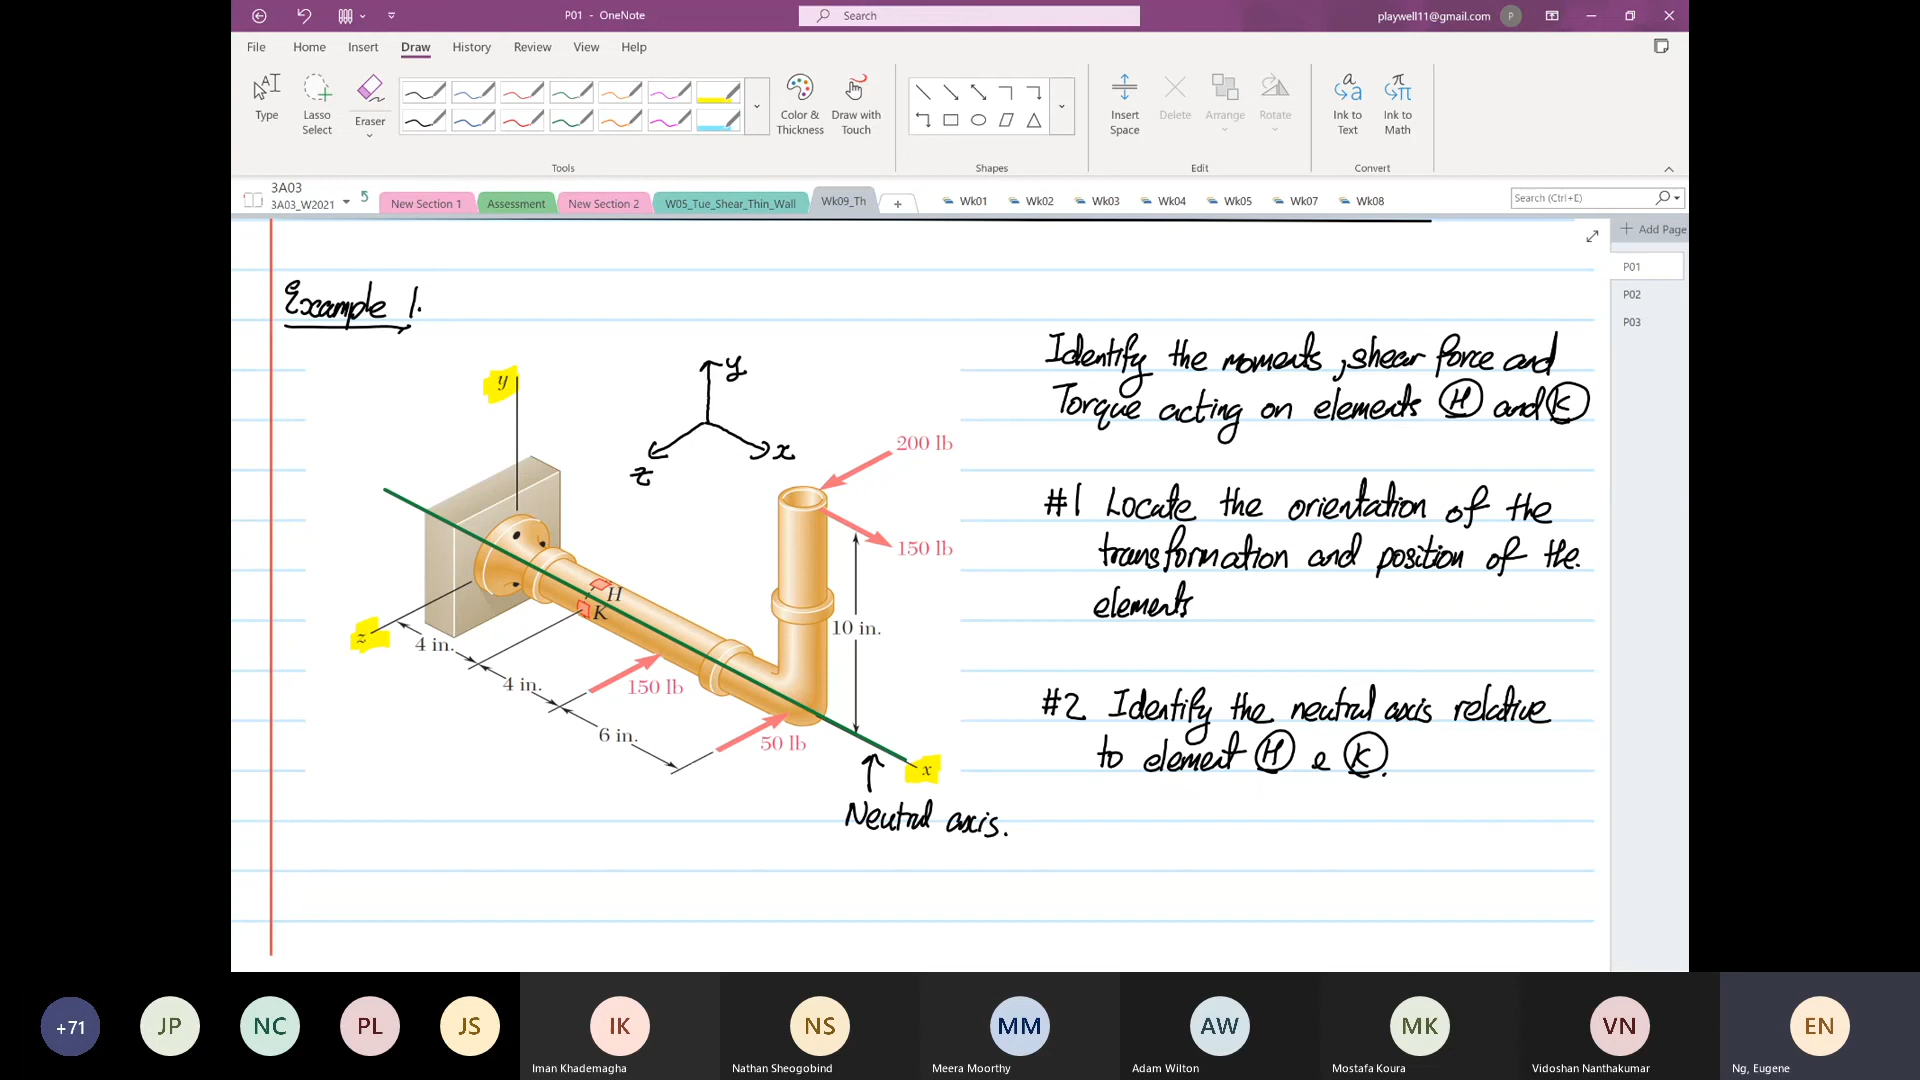 P01 - OneNote
Search
playwell11@gmail.com
P
File Home Insert Draw History Review View Help
Type
Lasso Select
Eraser
Color & Thickness
Draw with Touch
Insert Space
Delete
Arrange
Rotate
Ink to Text
Ink to Math
Tools
Shapes
Edit
Convert
3A03
3A03_W2021
New Section 1
Assessment
New Section 2
W05_Tue_Shear_Thin_Wall
Wk09_Th
+
Wk01
Wk02
Wk03
Wk04
Wk05
Wk07
Wk08
Search (Ctrl+E)
Add Page
P01
P02
P03
Example 1.
y
y
x
z
200 lb
150 lb
H
K
10 in.
z
4 in.
4 in.
150 lb
6 in.
50 lb
x
Neutral axis.
Identify the moments, shear force and
Torque acting on elements H and K
#1 Locate the orientation of the
transformation and position of the.
elements
#2 Identify the neutral axis relative
to element H e K.
+71
JP
NC
PL
JS
IK
Iman Khademagha
NS
Nathan Sheogobind
MM
Meera Moorthy
AW
Adam Wilton
MK
Mostafa Koura
VN
Vidoshan Nanthakumar
EN
Ng, Eugene